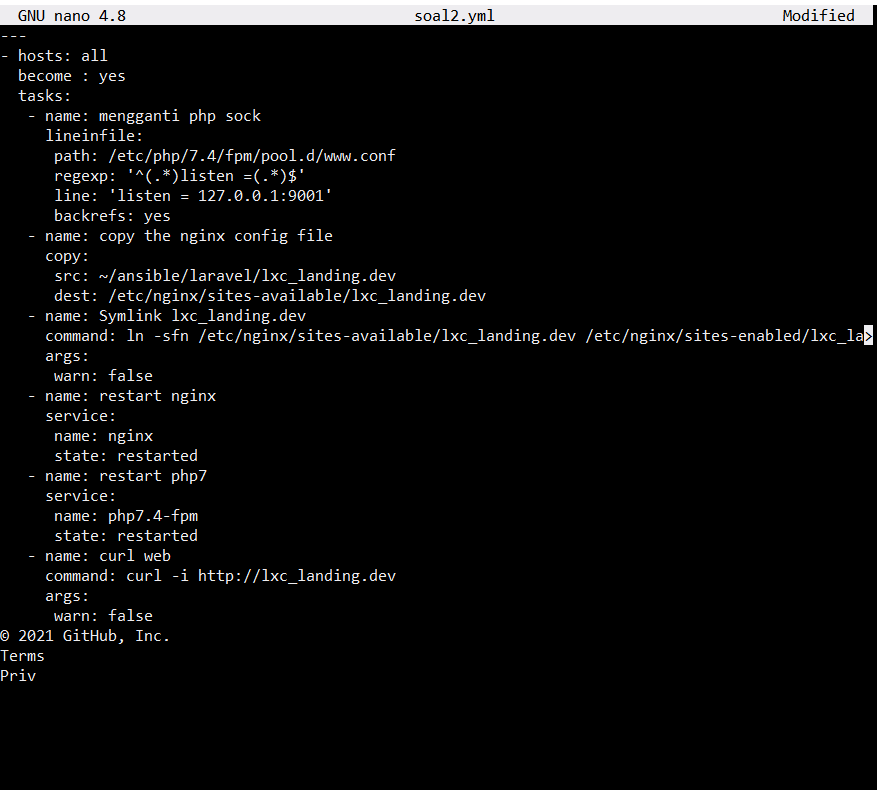 GNU nano 4.8 soal2.yml Modified
---
- hosts: all
  become : yes
  tasks:
   - name: mengganti php sock
     lineinfile:
      path: /etc/php/7.4/fpm/pool.d/www.conf
      regexp: '^(.*)listen =(.*)$'
      line: 'listen = 127.0.0.1:9001'
      backrefs: yes
   - name: copy the nginx config file
     copy:
      src: ~/ansible/laravel/lxc_landing.dev
      dest: /etc/nginx/sites-available/lxc_landing.dev
   - name: Symlink lxc_landing.dev
     command: ln -sfn /etc/nginx/sites-available/lxc_landing.dev /etc/nginx/sites-enabled/lxc_la>
     args:
      warn: false
   - name: restart nginx
     service:
      name: nginx
      state: restarted
   - name: restart php7
     service:
      name: php7.4-fpm
      state: restarted
   - name: curl web
     command: curl -i http://lxc_landing.dev
     args:
      warn: false
© 2021 GitHub, Inc.
Terms
Priv